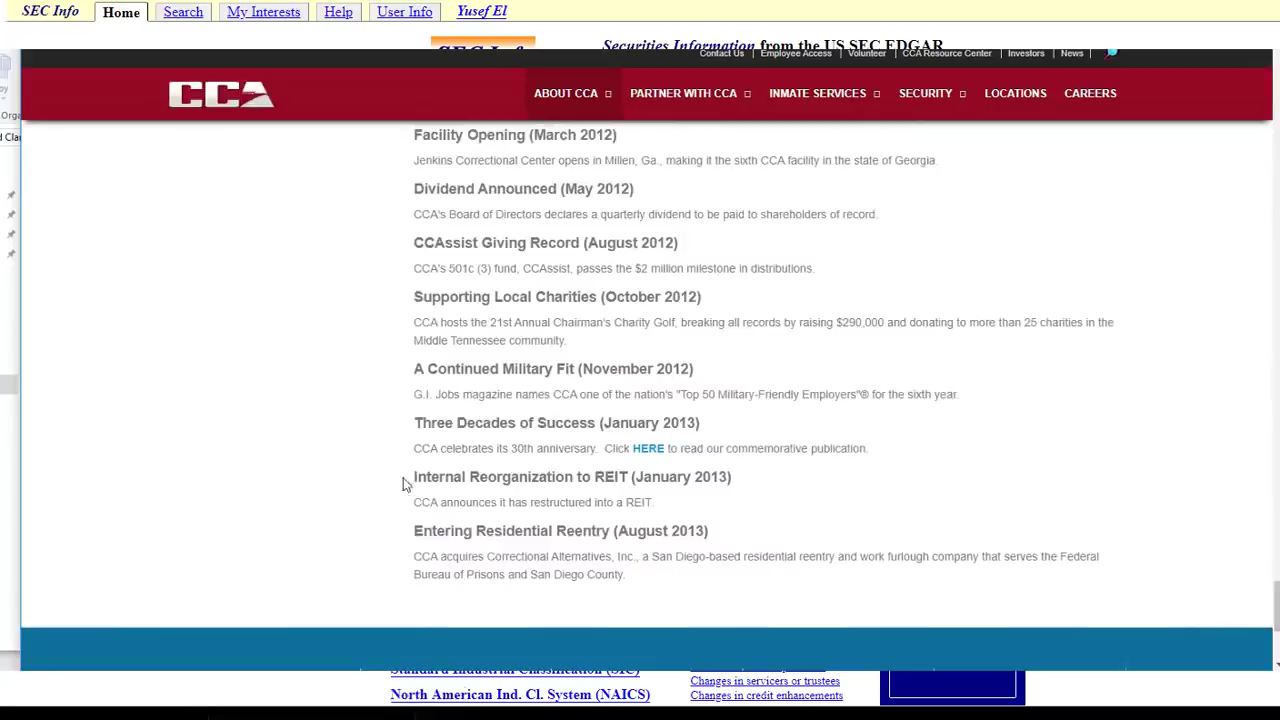 SEC Info Home Search My Interests Help User Info Yusef El
Securities Information from the US SEC EDGAR
Contact Us Employee Access Volunteer CCA Resource Center Investors News
CCA ABOUT CCA PARTNER WITH CCA INMATE SERVICES SECURITY LOCATIONS CAREERS
Facility Opening (March 2012)
Jenkins Correctional Center opens in Millen, Ga., making it the sixth CCA facility in the state of Georgia.
Dividend Announced (May 2012)
CCA's Board of Directors declares a quarterly dividend to be paid to shareholders of record.
CCAssist Giving Record (August 2012)
CCA's 501c (3) fund, CCAssist, passes the $2 million milestone in distributions.
Supporting Local Charities (October 2012)
CCA hosts the 21st Annual Chairman's Charity Golf, breaking all records by raising $290,000 and donating to more than 25 charities in the
Middle Tennessee community.
A Continued Military Fit (November 2012)
G.I. Jobs magazine names CCA one of the nation's "Top 50 Military-Friendly Employers"® for the sixth year.
Three Decades of Success (January 2013)
CCA celebrates its 30th anniversary. Click HERE to read our commemorative publication.
Internal Reorganization to REIT (January 2013)
CCA announces it has restructured into a REIT.
Entering Residential Reentry (August 2013)
CCA acquires Correctional Alternatives, Inc., a San Diego-based residential reentry and work furlough company that serves the Federal
Bureau of Prisons and San Diego County.
Standard Industrial Classification (SIC)
Changes in servicers or trustees
North American Ind. Cl. System (NAICS)
Changes in credit enhancements